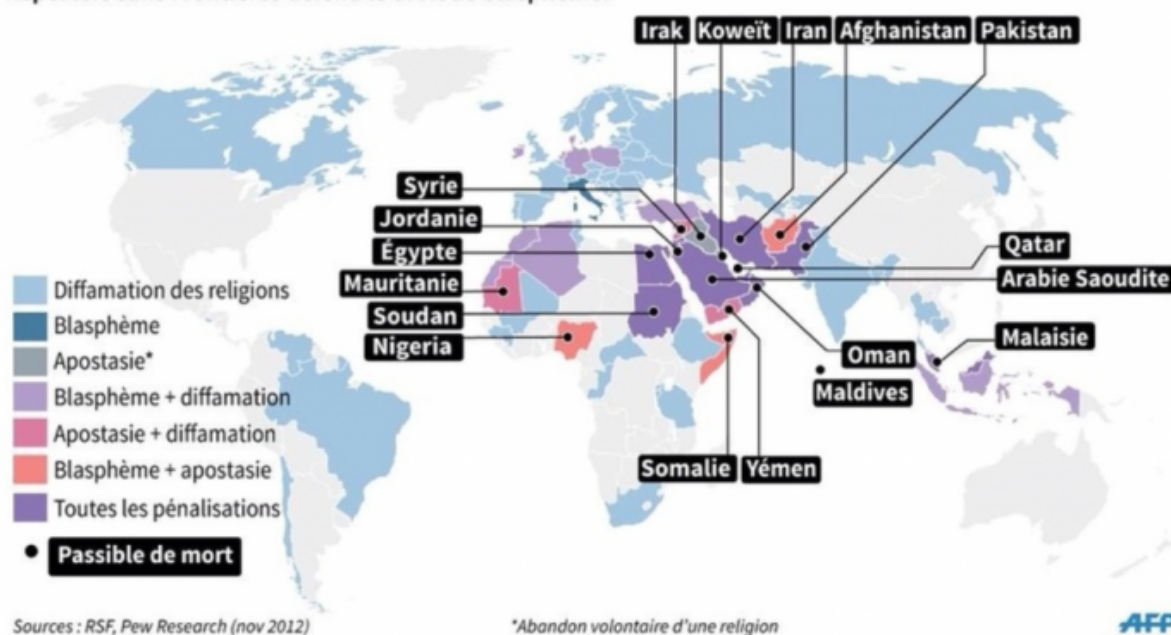 Irak Koweït Iran Afghanistan Pakistan
Syrie
Jordanie
Égypte
Mauritanie
Soudan
Nigeria
Qatar
Arabie Saoudite
Malaisie
Oman
Maldives
Somalie Yémen
Diffamation des religions
Blasphème
Apostasie*
Blasphème + diffamation
Apostasie + diffamation
Blasphème + apostasie
Toutes les pénalisations
Passible de mort
Sources : RSF, Pew Research (nov 2012)
*Abandon volontaire d'une religion
AFP